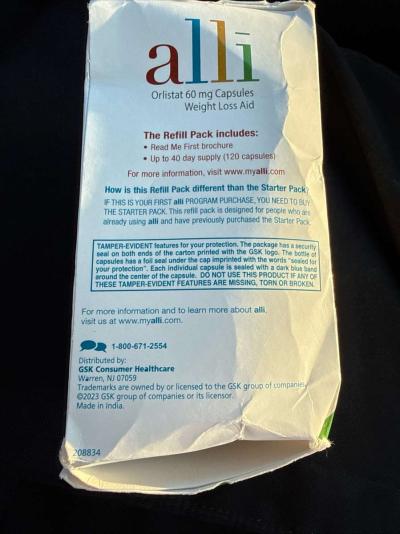 alli
Orlistat 60 mg Capsules
Weight Loss Aid
The Refill Pack includes:
• Read Me First brochure
• Up to 40 day supply (120 capsules)
For more information, visit www.myalli.com
How is this Refill Pack different than the Starter Pack?
IF THIS IS YOUR FIRST alli PROGRAM PURCHASE, YOU NEED TO BUY
THE STARTER PACK. This refill pack is designed for people who are
already using alli and have previously purchased the Starter Pack.
TAMPER-EVIDENT features for your protection. The package has a security
seal on both ends of the carton printed with the GSK logo. The bottle of
capsules has a foil seal under the cap imprinted with the words "sealed for
your protection". Each individual capsule is sealed with a dark blue band
around the center of the capsule. DO NOT USE THIS PRODUCT IF ANY OF
THESE TAMPER-EVIDENT FEATURES ARE MISSING, TORN OR BROKEN.
For more information and to learn more about alli,
visit us at www.myalli.com.
1-800-671-2554
Distributed by:
GSK Consumer Healthcare
Warren, NJ 07059
Trademarks are owned by or licensed to the GSK group of companies.
©2023 GSK group of companies or its licensor.
Made in India.
208834